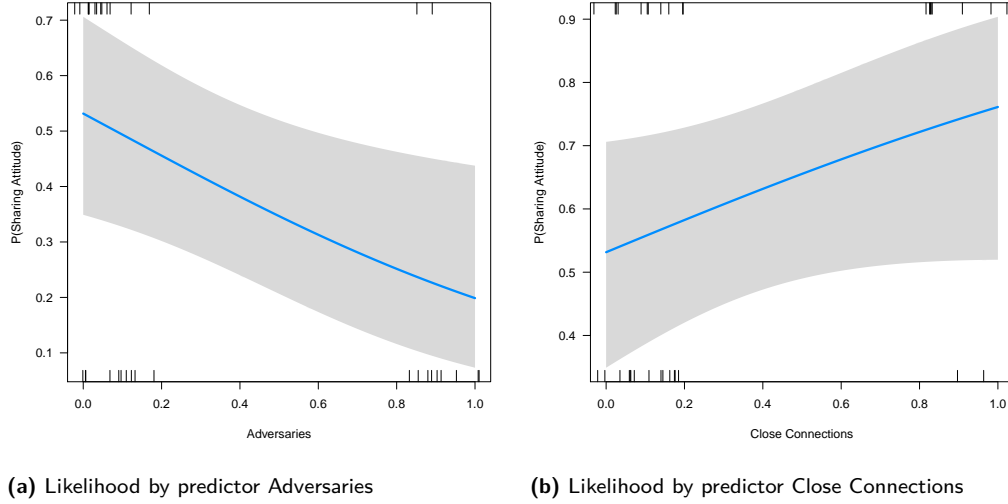 0.7
0.6
0.5
0.4
0.3
0.2
0.1
P(Sharing Attitude)
0.0 0.2 0.4 0.6 0.8 1.0
Adversaries
0.9
0.8
0.7
0.6
0.5
0.4
P(Sharing Attitude)
0.0 0.2 0.4 0.6 0.8 1.0
Close Connections
(a) Likelihood by predictor Adversaries
(b) Likelihood by predictor Close Connections